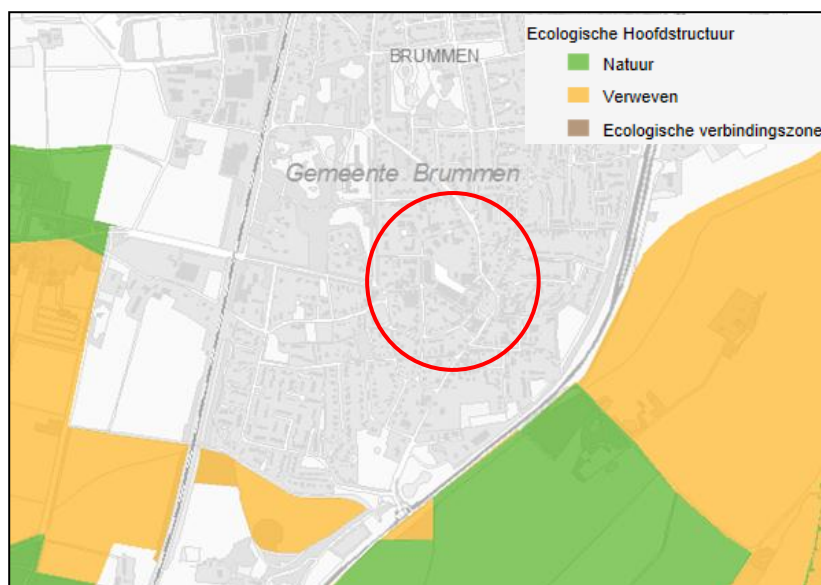 Ecologische Hoofdstructuur
Natuur
Verweven
Ecologische verbindingszone
BRUMMEN
Gemeente Brummen